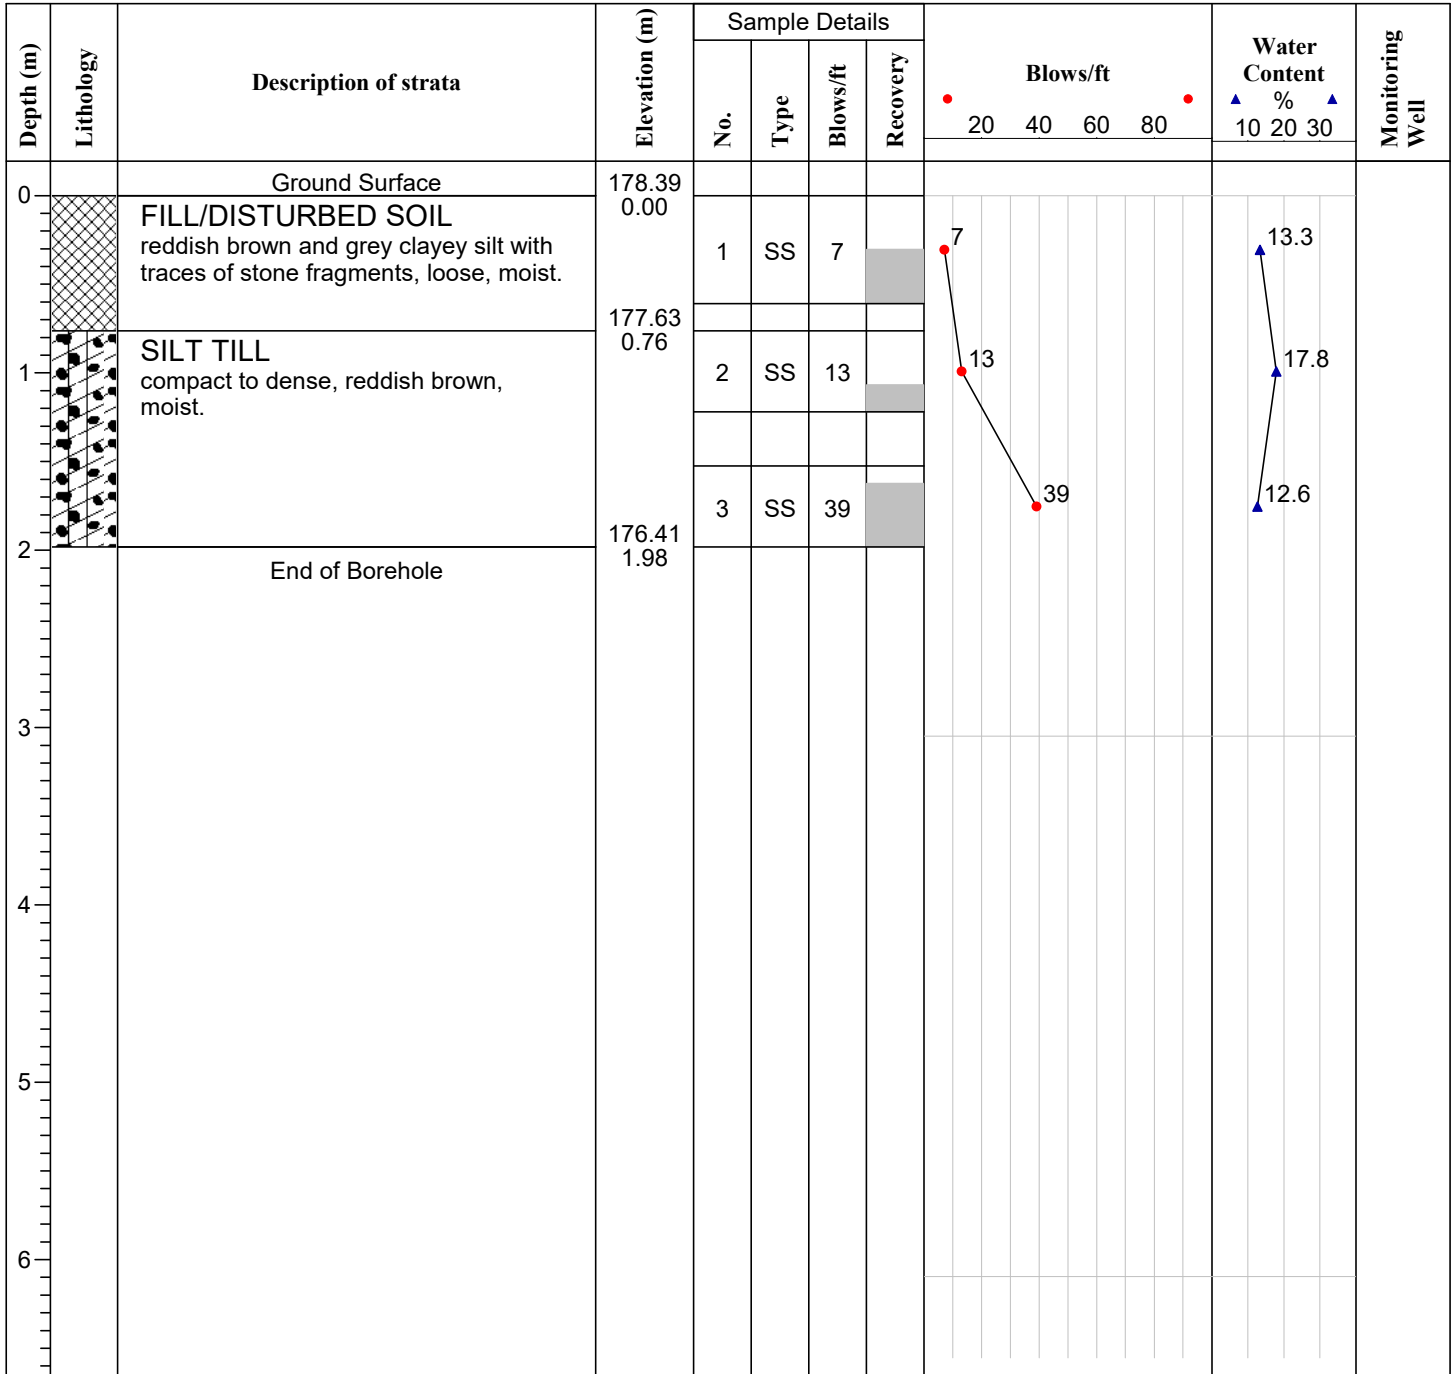 Depth (m)
Lithology
Description of strata
Elevation (m)
Sample Details
No.
Type
Blows/ft
Recovery
Blows/ft
20 40 60 80
Water
Content
%
10 20 30
Monitoring
Well
Ground Surface
178.39
0
0.00
FILL/DISTURBED SOIL
reddish brown and grey clayey silt with
traces of stone fragments, loose, moist.
1 SS 7
7
13.3
177.63
0.76
SILT TILL
compact to dense, reddish brown,
moist.
1
2 SS 13
13
17.8
3 SS 39
39
12.6
176.41
1.98
2
End of Borehole
3
4
5
6